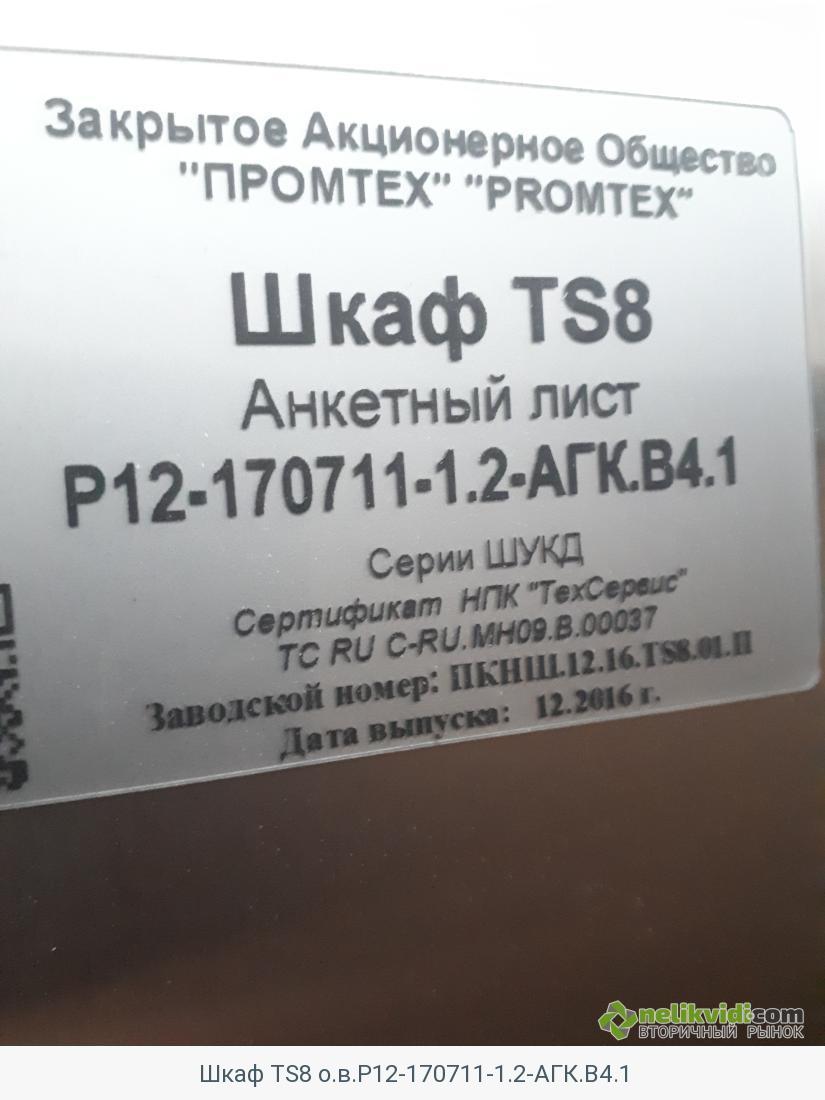 Закрытое Акционерное Общество
"ПРОМТЕХ" "PROMTEX"
Шкаф TS8
Анкетный лист
Р12-170711-1.2-АГК.В4.1
Серии ШУКД
Сертификат НПК "ТехСервис"
TC RU C-RU.МН09.В.00037
Заводской номер: ПКНШ.12.16.TS8.01.П
Дата выпуска: 12.2016 г.
nelikvidi.com
ВТОРИЧНЫЙ РЫНОК
Шкаф TS8 о.в.Р12-170711-1.2-АГК.В4.1